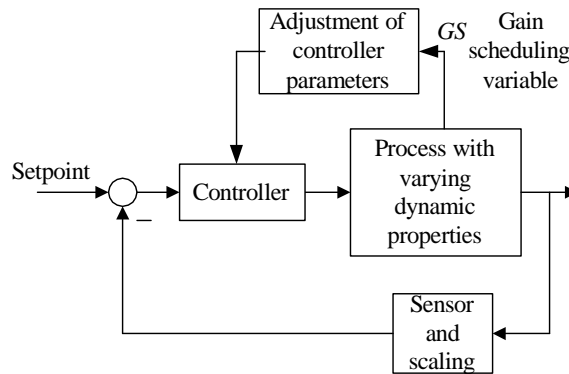 Adjustment of
controller
parameters
GS
Gain
scheduling
variable
Setpoint
–
Controller
Process with
varying
dynamic
properties
Sensor
and
scaling